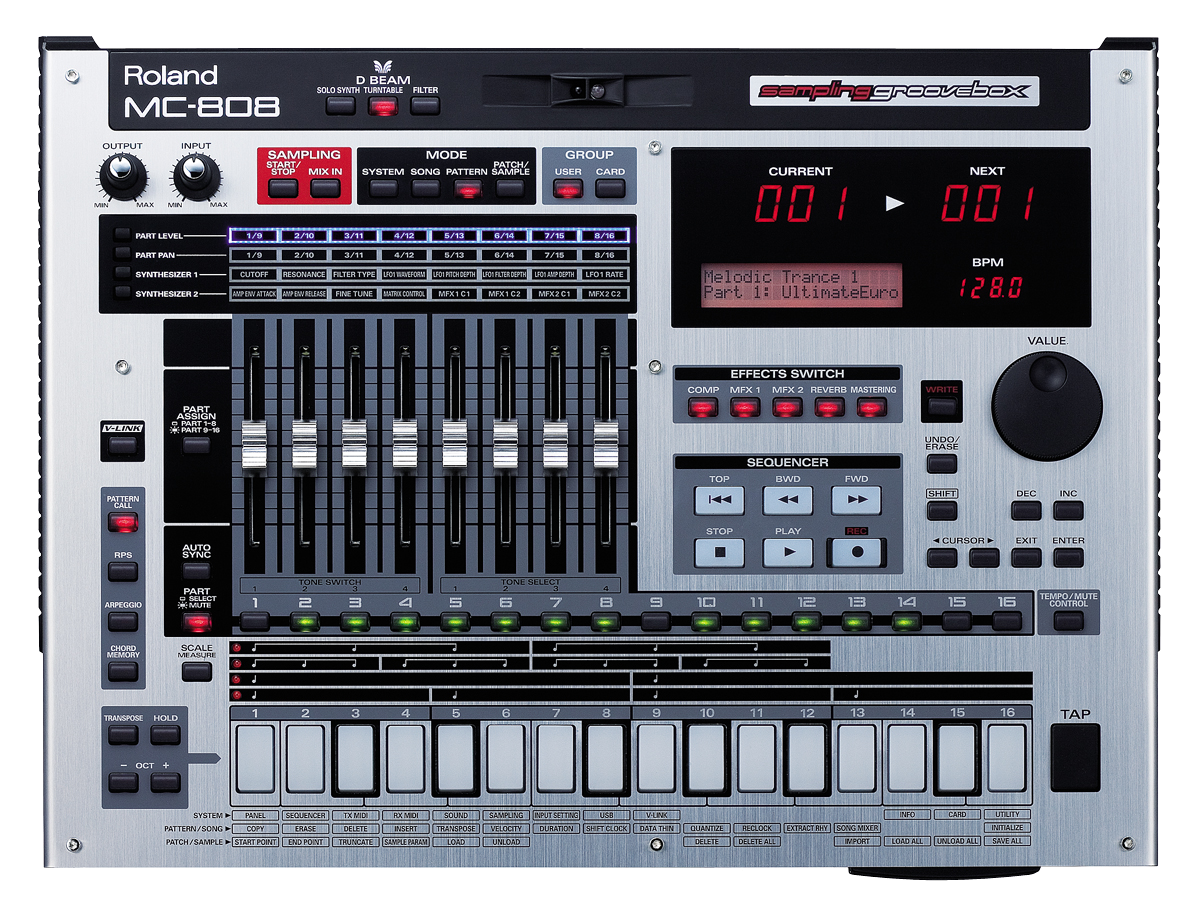 Roland
MC-808
D BEAM
SOLO SYNTH TURNTABLE FILTER
sampling groovebox
OUTPUT INPUT
MIN MAX MIN MAX
SAMPLING
START/STOP MIX IN
MODE
SYSTEM SONG PATTERN PATCH/SAMPLE
GROUP
USER CARD
CURRENT NEXT
001 001
BPM
128.0
Melodic Trance 1
Part 1: UltimateEuro
PART LEVEL 1/9 2/10 3/11 4/12 5/13 6/14 7/15 8/16
PART PAN 1/9 2/10 3/11 4/12 5/13 6/14 7/15 8/16
SYNTHESIZER 1 CUTOFF RESONANCE FILTER TYPE LFO1 WAVEFORM LFO1 PITCH DEPTH LFO1 FILTER DEPTH LFO1 AMP DEPTH LFO1 RATE
SYNTHESIZER 2 AMP ENV ATTACK AMP ENV RELEASE FINE TUNE MATRIX CONTROL MFX1 C1 MFX1 C2 MFX2 C1 MFX2 C2
VALUE
EFFECTS SWITCH
COMP MFX 1 MFX 2 REVERB MASTERING
WRITE
V-LINK
PART
ASSIGN
PART 1-8
PART 9-16
UNDO/
ERASE
SEQUENCER
TOP BWD FWD
STOP PLAY REC
SHIFT DEC INC
CURSOR EXIT ENTER
PATTERN
CALL
RPS
ARPEGGIO
CHORD
MEMORY
AUTO
SYNC
PART
SELECT
MUTE
TONE SWITCH TONE SELECT
1 2 3 4 1 2 3 4
1 2 3 4 5 6 7 8 9 10 11 12 13 14 15 16
TEMPO/MUTE
CONTROL
SCALE
MEASURE
TRANSPOSE HOLD
- OCT +
1 2 3 4 5 6 7 8 9 10 11 12 13 14 15 16
TAP
SYSTEM PANEL SEQUENCER TX MIDI RX MIDI SOUND SAMPLING INPUT SETTING USB V-LINK INFO CARD UTILITY
PATTERN/SONG COPY ERASE DELETE INSERT TRANSPOSE VELOCITY DURATION SHIFT CLOCK DATA THIN QUANTIZE RECLOCK EXTRACT RHY SONG MIXER INITIALIZE
PATCH/SAMPLE START POINT END POINT TRUNCATE SAMPLE PARAM LOAD UNLOAD DELETE DELETE ALL IMPORT LOAD ALL UNLOAD ALL SAVE ALL